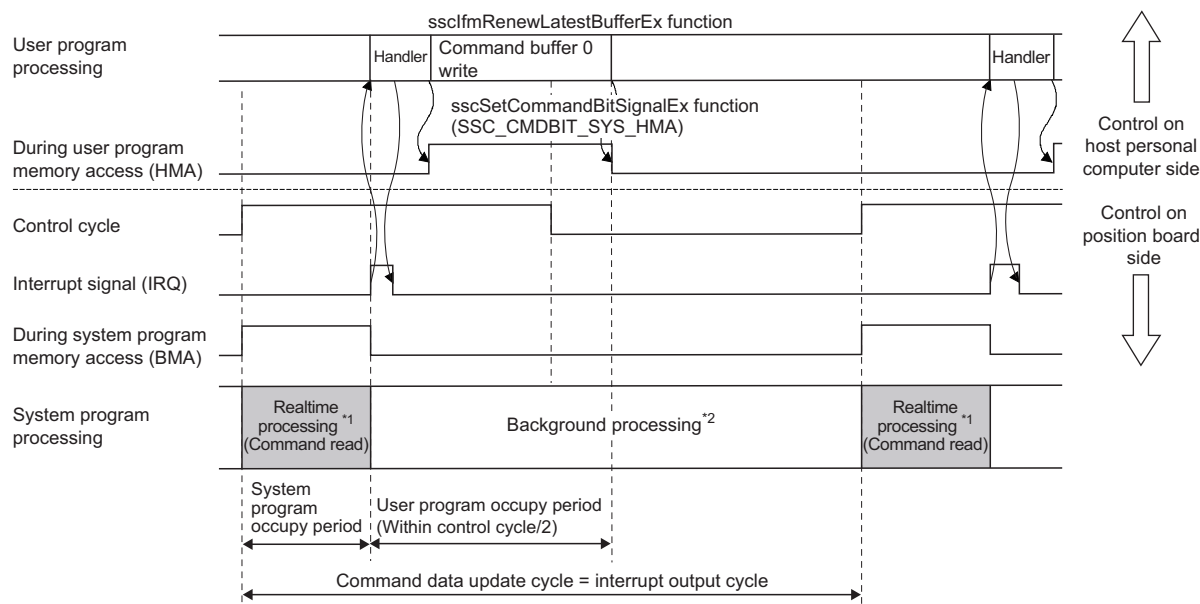 sscIfmRenewLatestBufferEx function
User program
processing
Handler
Command buffer 0
write
Handler
sscSetCommandBitSignalEx function
(SSC_CMDBIT_SYS_HMA)
During user program
memory access (HMA)
Control on
host personal
computer side
Control cycle
Control on
position board
side
Interrupt signal (IRQ)
During system program
memory access (BMA)
System program
processing
Realtime
processing *1
(Command read)
Background processing*2
Realtime
processing *1
(Command read)
System
program
occupy period
User program occupy period
(Within control cycle/2)
Command data update cycle = interrupt output cycle